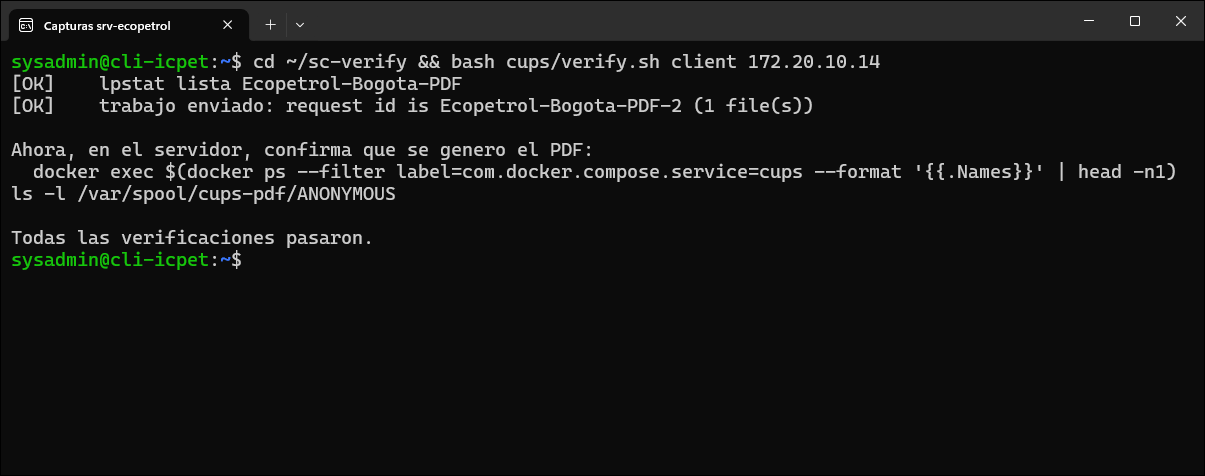 Capturas srv-ecopetrol
sysadmin@cli-icpet:~$ cd ~/sc-verify && bash cups/verify.sh client 172.20.10.14
[OK]    lpstat lista Ecopetrol-Bogota-PDF
[OK]    trabajo enviado: request id is Ecopetrol-Bogota-PDF-2 (1 file(s))
Ahora, en el servidor, confirma que se genero el PDF:
  docker exec $(docker ps --filter label=com.docker.compose.service=cups --format '{{.Names}}' | head -n1)
ls -l /var/spool/cups-pdf/ANONYMOUS
Todas las verificaciones pasaron.
sysadmin@cli-icpet:~$